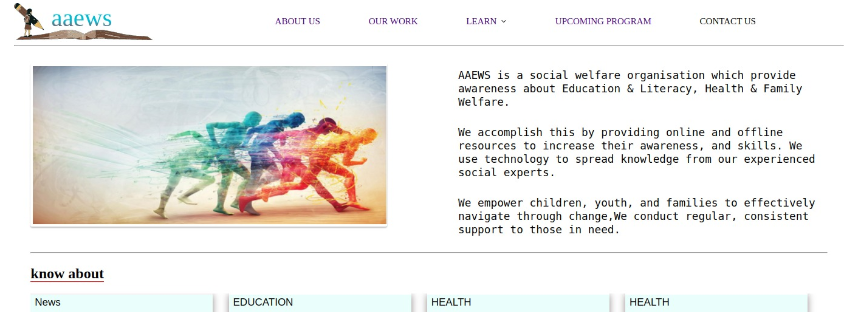 aaews
ABOUT US OUR WORK LEARN UPCOMING PROGRAM CONTACT US
AAEWS is a social welfare organisation which provide
awareness about Education & Literacy, Health & Family
Welfare.
We accomplish this by providing online and offline
resources to increase their awareness, and skills. We
use technology to spread knowledge from our experienced
social experts.
We empower children, youth, and families to effectively
navigate through change,We conduct regular, consistent
support to those in need.
know about
News EDUCATION HEALTH HEALTH